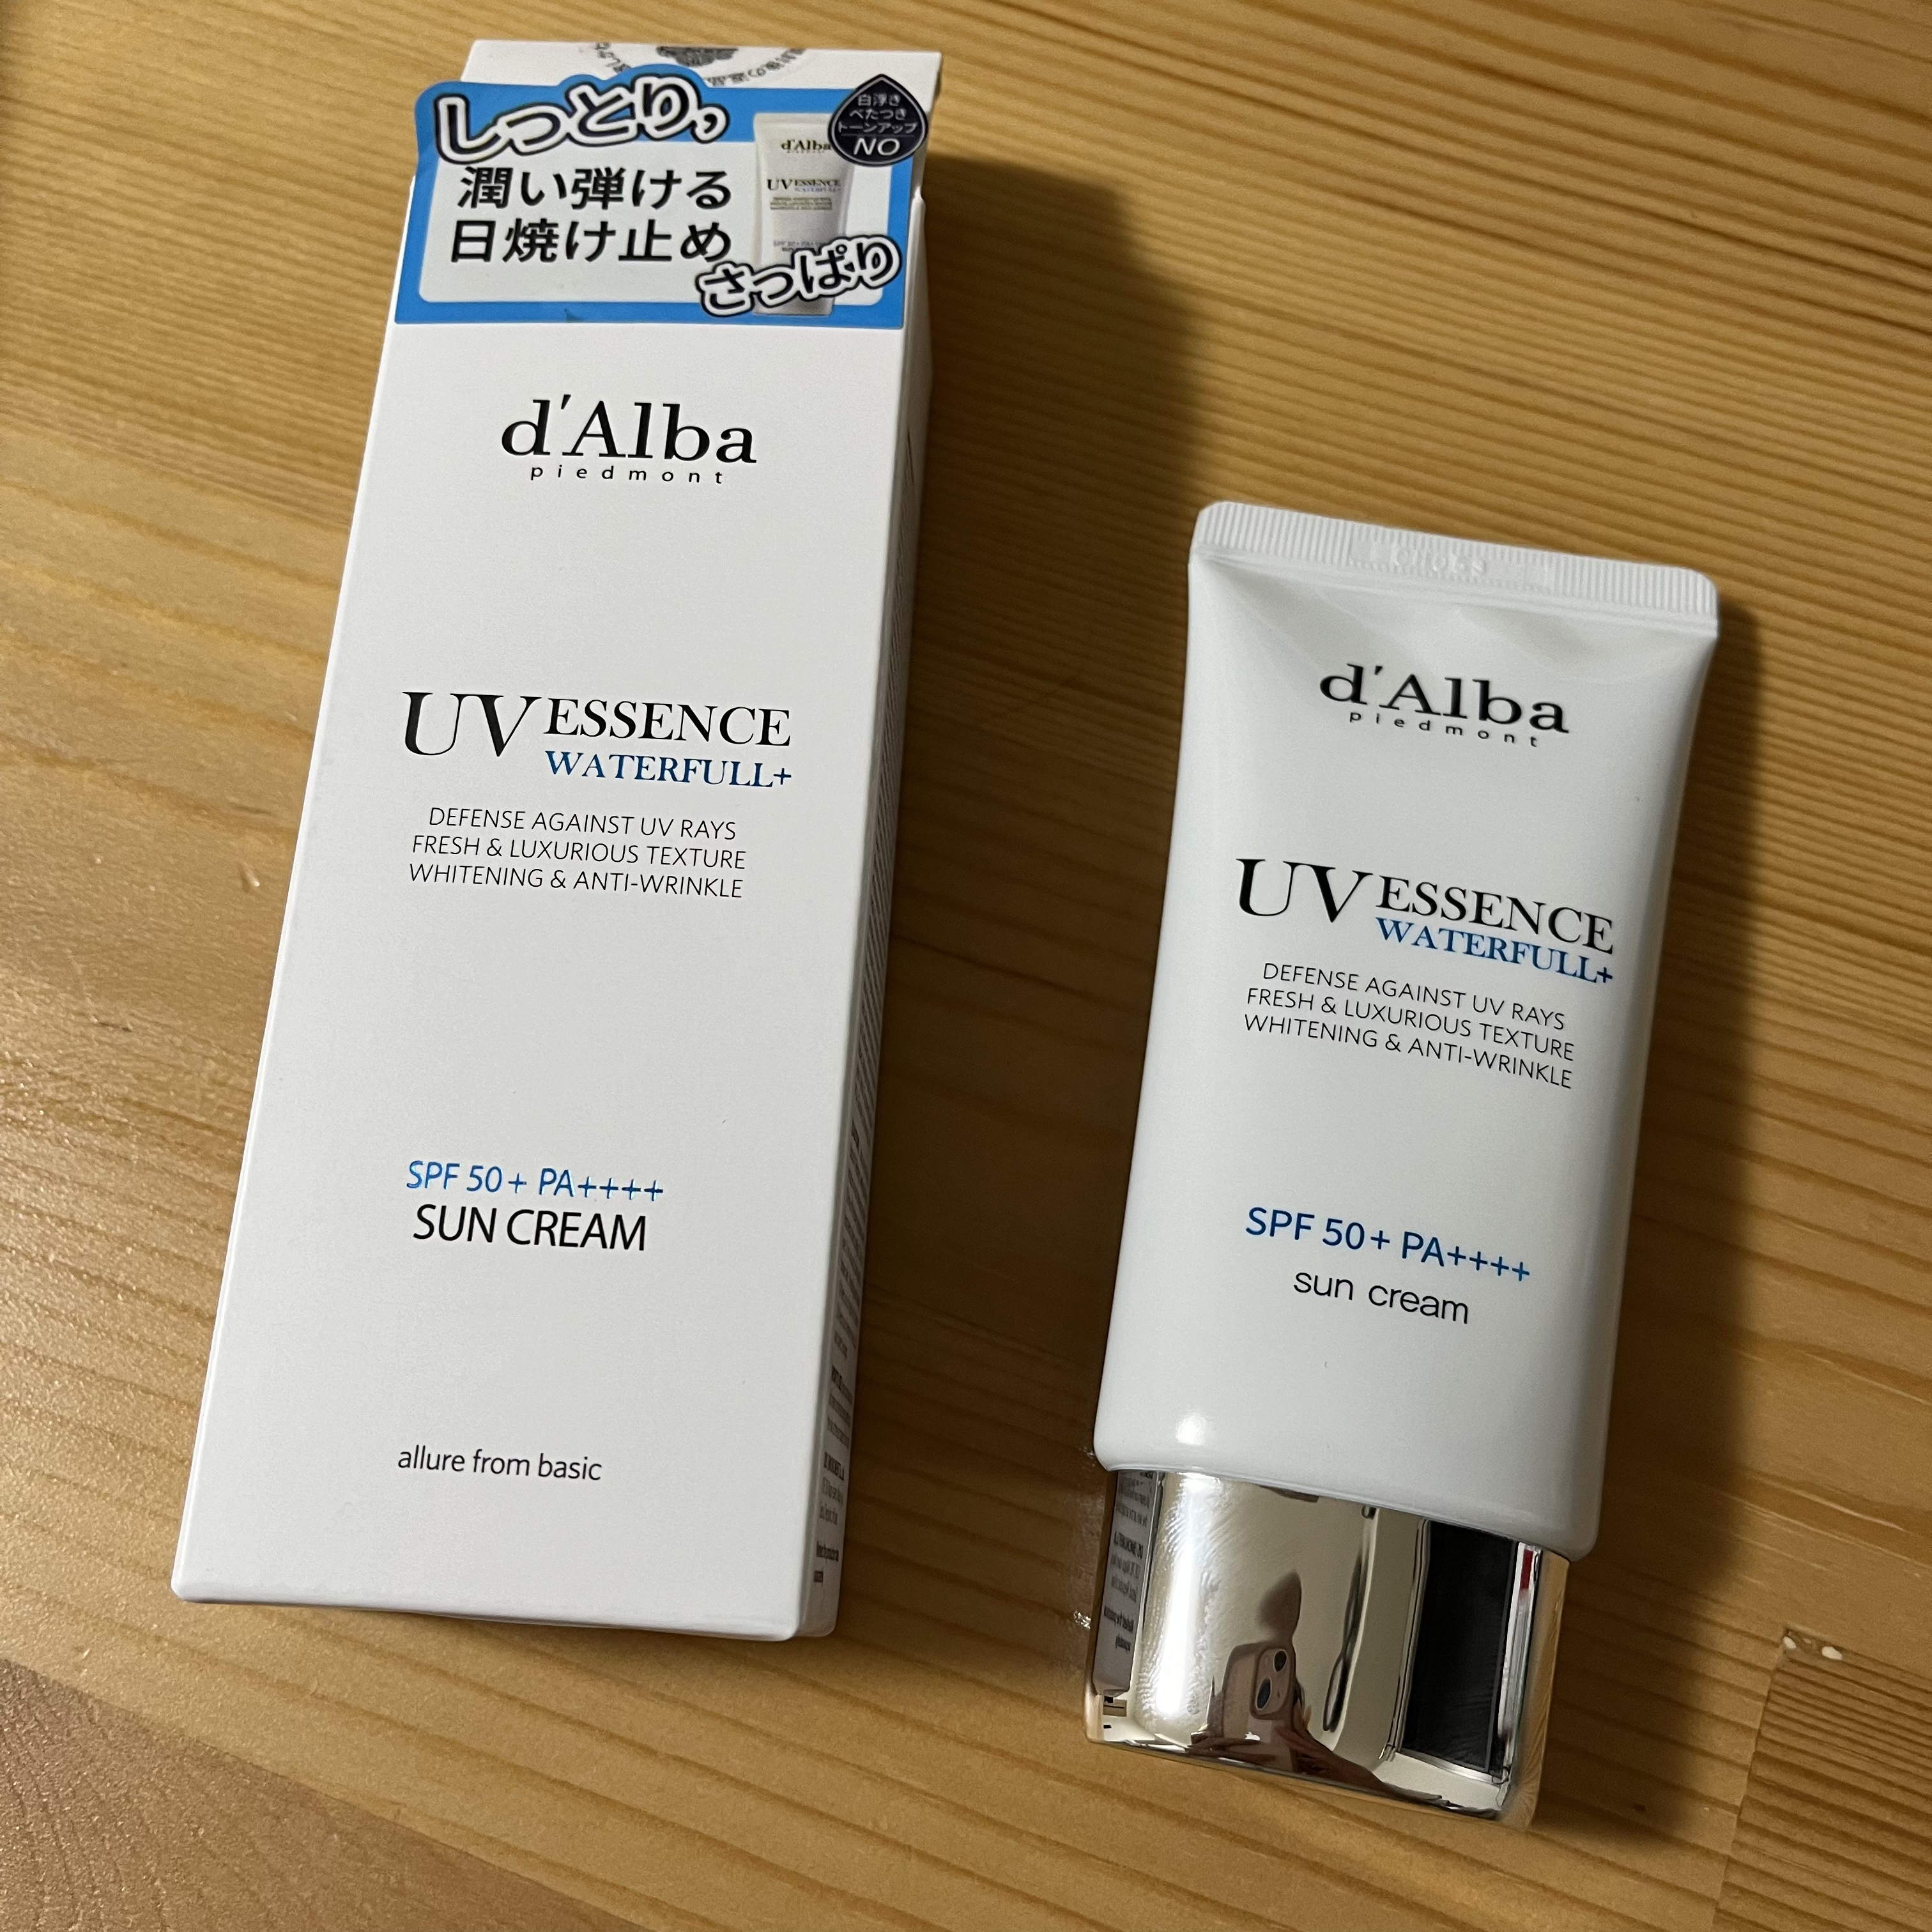 しっとり,
潤い弾ける
日焼け止め
さっぱり
白浮き
べたつき
トーンアップ
NO
d'Alba
UV ESSENCE
d'Alba
piedmont
UV ESSENCE
WATERFULL+
DEFENSE AGAINST UV RAYS
FRESH & LUXURIOUS TEXTURE
WHITENING & ANTI-WRINKLE
SPF 50+ PA++++
SUN CREAM
allure from basic
d'Alba
piedmont
UV ESSENCE
WATERFULL+
DEFENSE AGAINST UV RAYS
FRESH & LUXURIOUS TEXTURE
WHITENING & ANTI-WRINKLE
SPF 50+ PA++++
sun cream